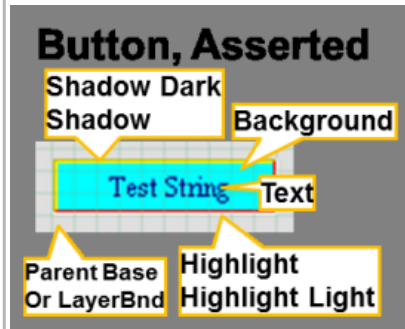 Button, Asserted
Shadow Dark
Shadow
Background
Test String
Text
Parent Base
Or LayerBnd
Highlight
Highlight Light